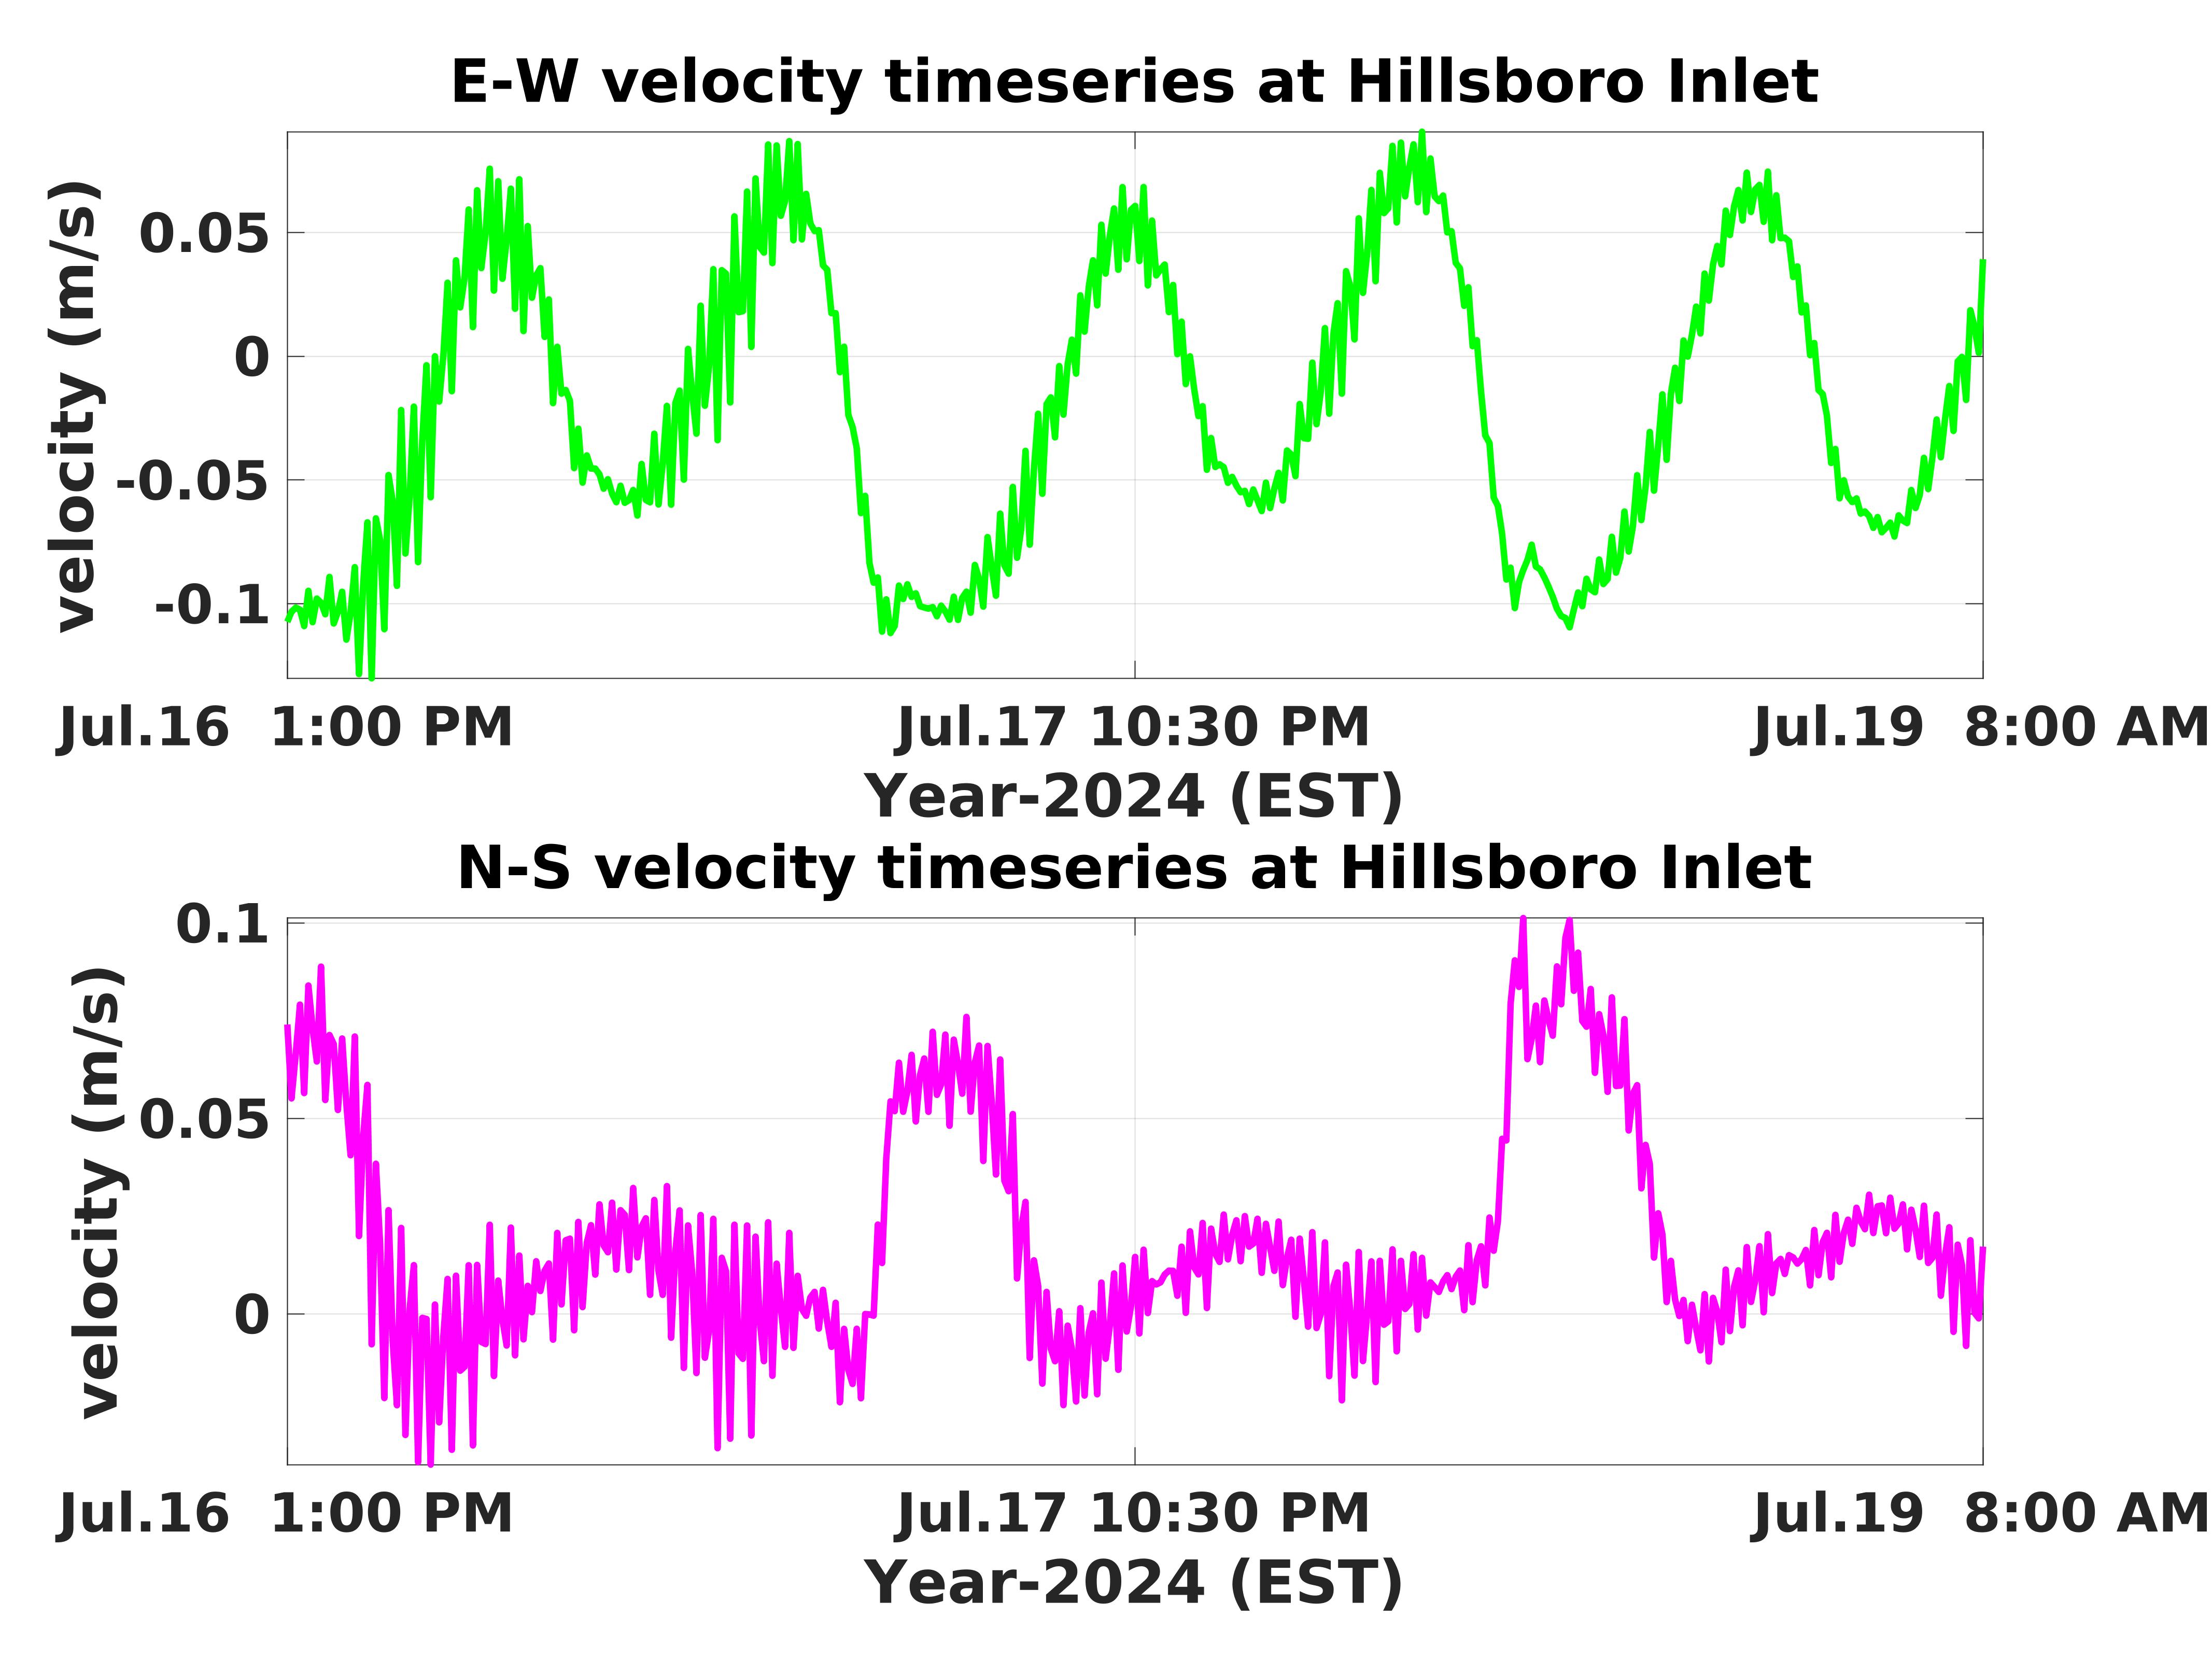 E-W velocity timeseries at Hillsboro Inlet
velocity (m/s)
0.05
0
-0.05
-0.1
Jul.16  1:00 PM
Jul.17 10:30 PM
Jul.19  8:00 AM
Year-2024 (EST)
N-S velocity timeseries at Hillsboro Inlet
velocity (m/s)
0.1
0.05
0
Jul.16  1:00 PM
Jul.17 10:30 PM
Jul.19  8:00 AM
Year-2024 (EST)